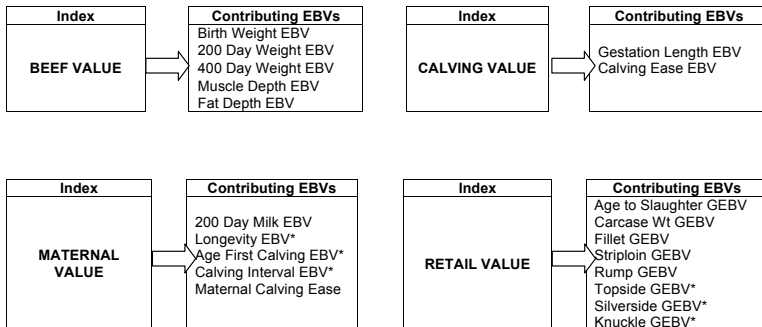 Index
Contributing EBVs
BEEF VALUE
Birth Weight EBV
200 Day Weight EBV
400 Day Weight EBV
Muscle Depth EBV
Fat Depth EBV
Index
Contributing EBVs
CALVING VALUE
Gestation Length EBV
Calving Ease EBV
Index
Contributing EBVs
MATERNAL
VALUE
200 Day Milk EBV
Longevity EBV*
Age First Calving EBV*
Calving Interval EBV*
Maternal Calving Ease
Index
Contributing EBVs
RETAIL VALUE
Age to Slaughter GEBV
Carcase Wt GEBV
Fillet GEBV
Striploin GEBV
Rump GEBV
Topside GEBV*
Silverside GEBV*
Knuckle GEBV*